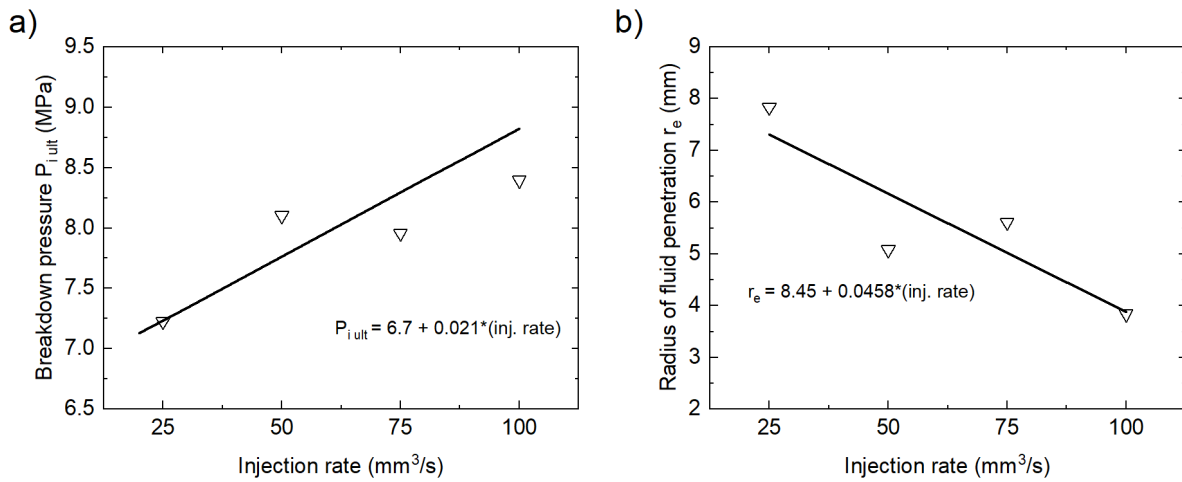 a)
Breakdown pressure P i ult (MPa)
9.5
9.0
8.5
8.0
7.5
7.0
6.5
P i ult = 6.7 + 0.021*(inj. rate)
25
50
75
100
Injection rate (mm³/s)
b)
Radius of fluid penetration r e (mm)
9
8
7
6
5
4
3
2
r e = 8.45 + 0.0458*(inj. rate)
25
50
75
100
Injection rate (mm³/s)